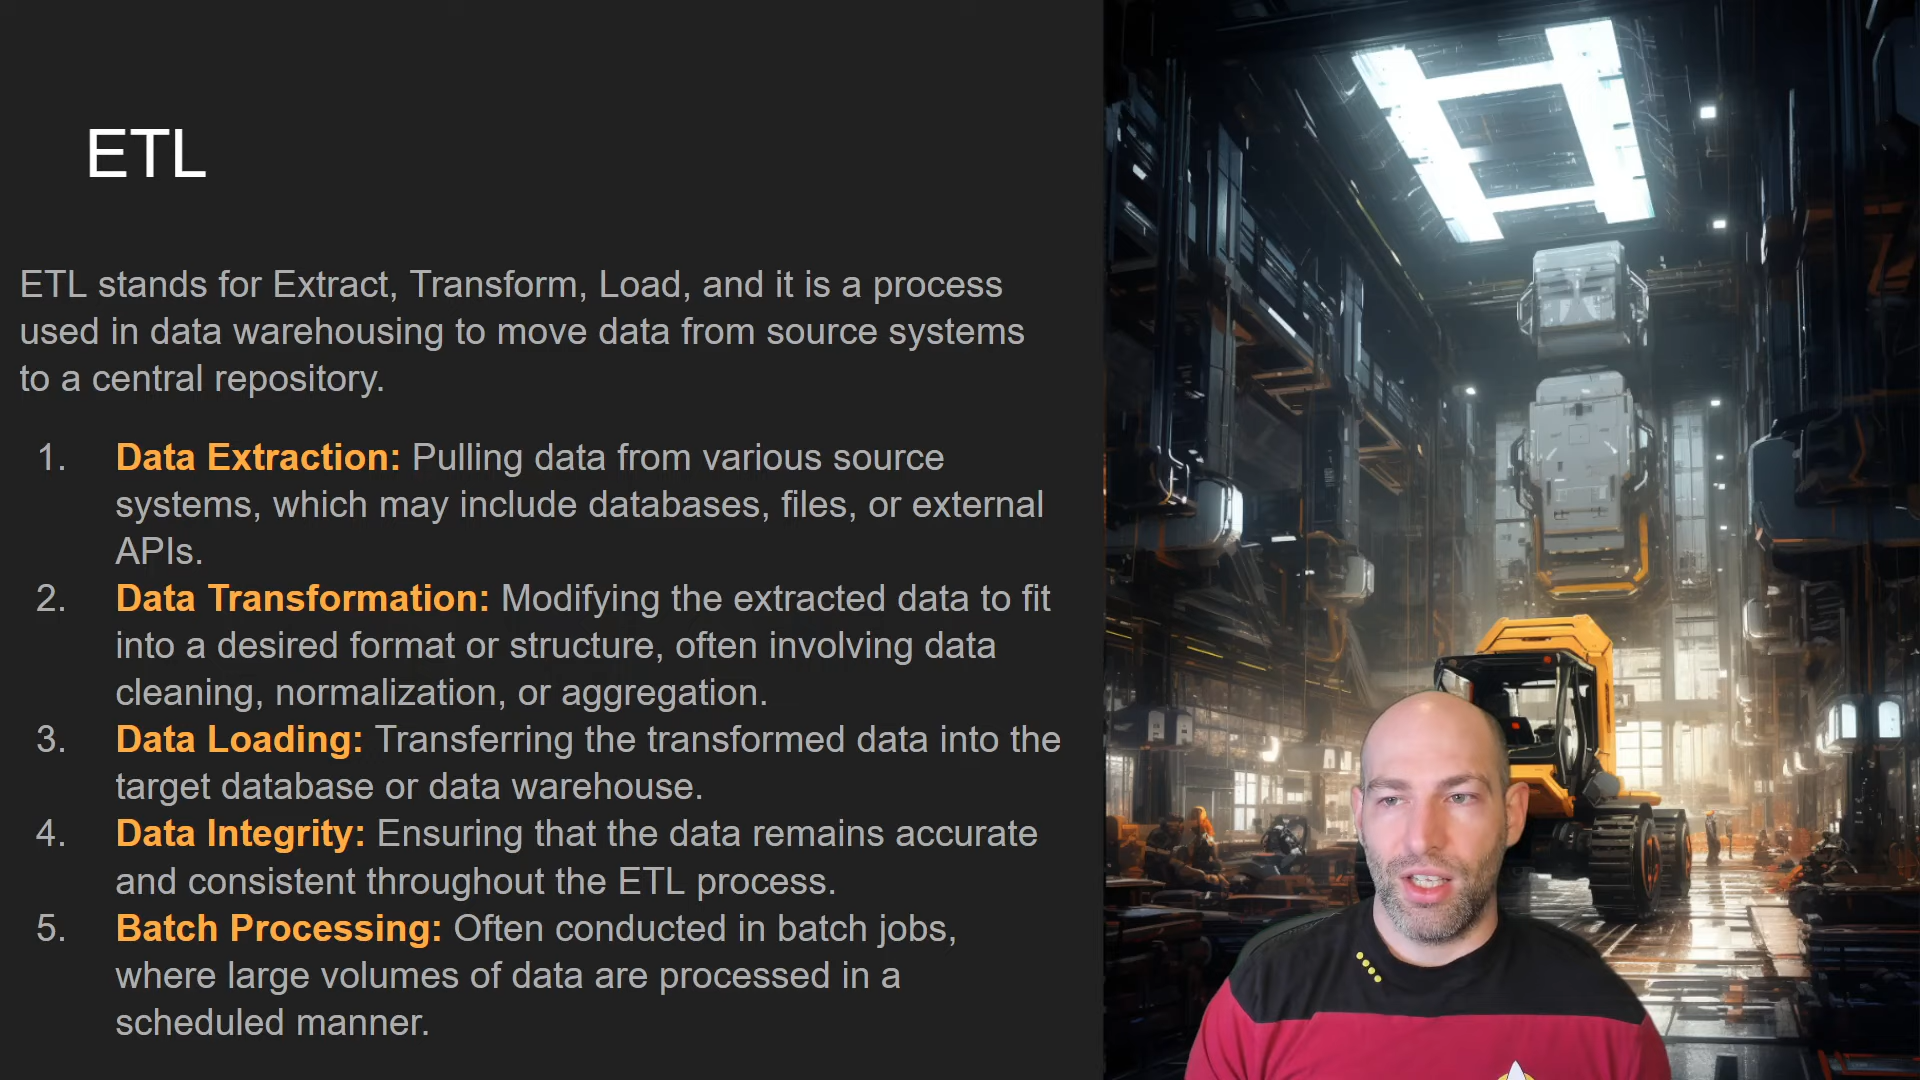 ETL
ETL stands for Extract, Transform, Load, and it is a process
used in data warehousing to move data from source systems
to a central repository.
1. Data Extraction: Pulling data from various source
systems, which may include databases, files, or external
APIs.
2. Data Transformation: Modifying the extracted data to fit
into a desired format or structure, often involving data
cleaning, normalization, or aggregation.
3. Data Loading: Transferring the transformed data into the
target database or data warehouse.
4. Data Integrity: Ensuring that the data remains accurate
and consistent throughout the ETL process.
5. Batch Processing: Often conducted in batch jobs,
where large volumes of data are processed in a
scheduled manner.